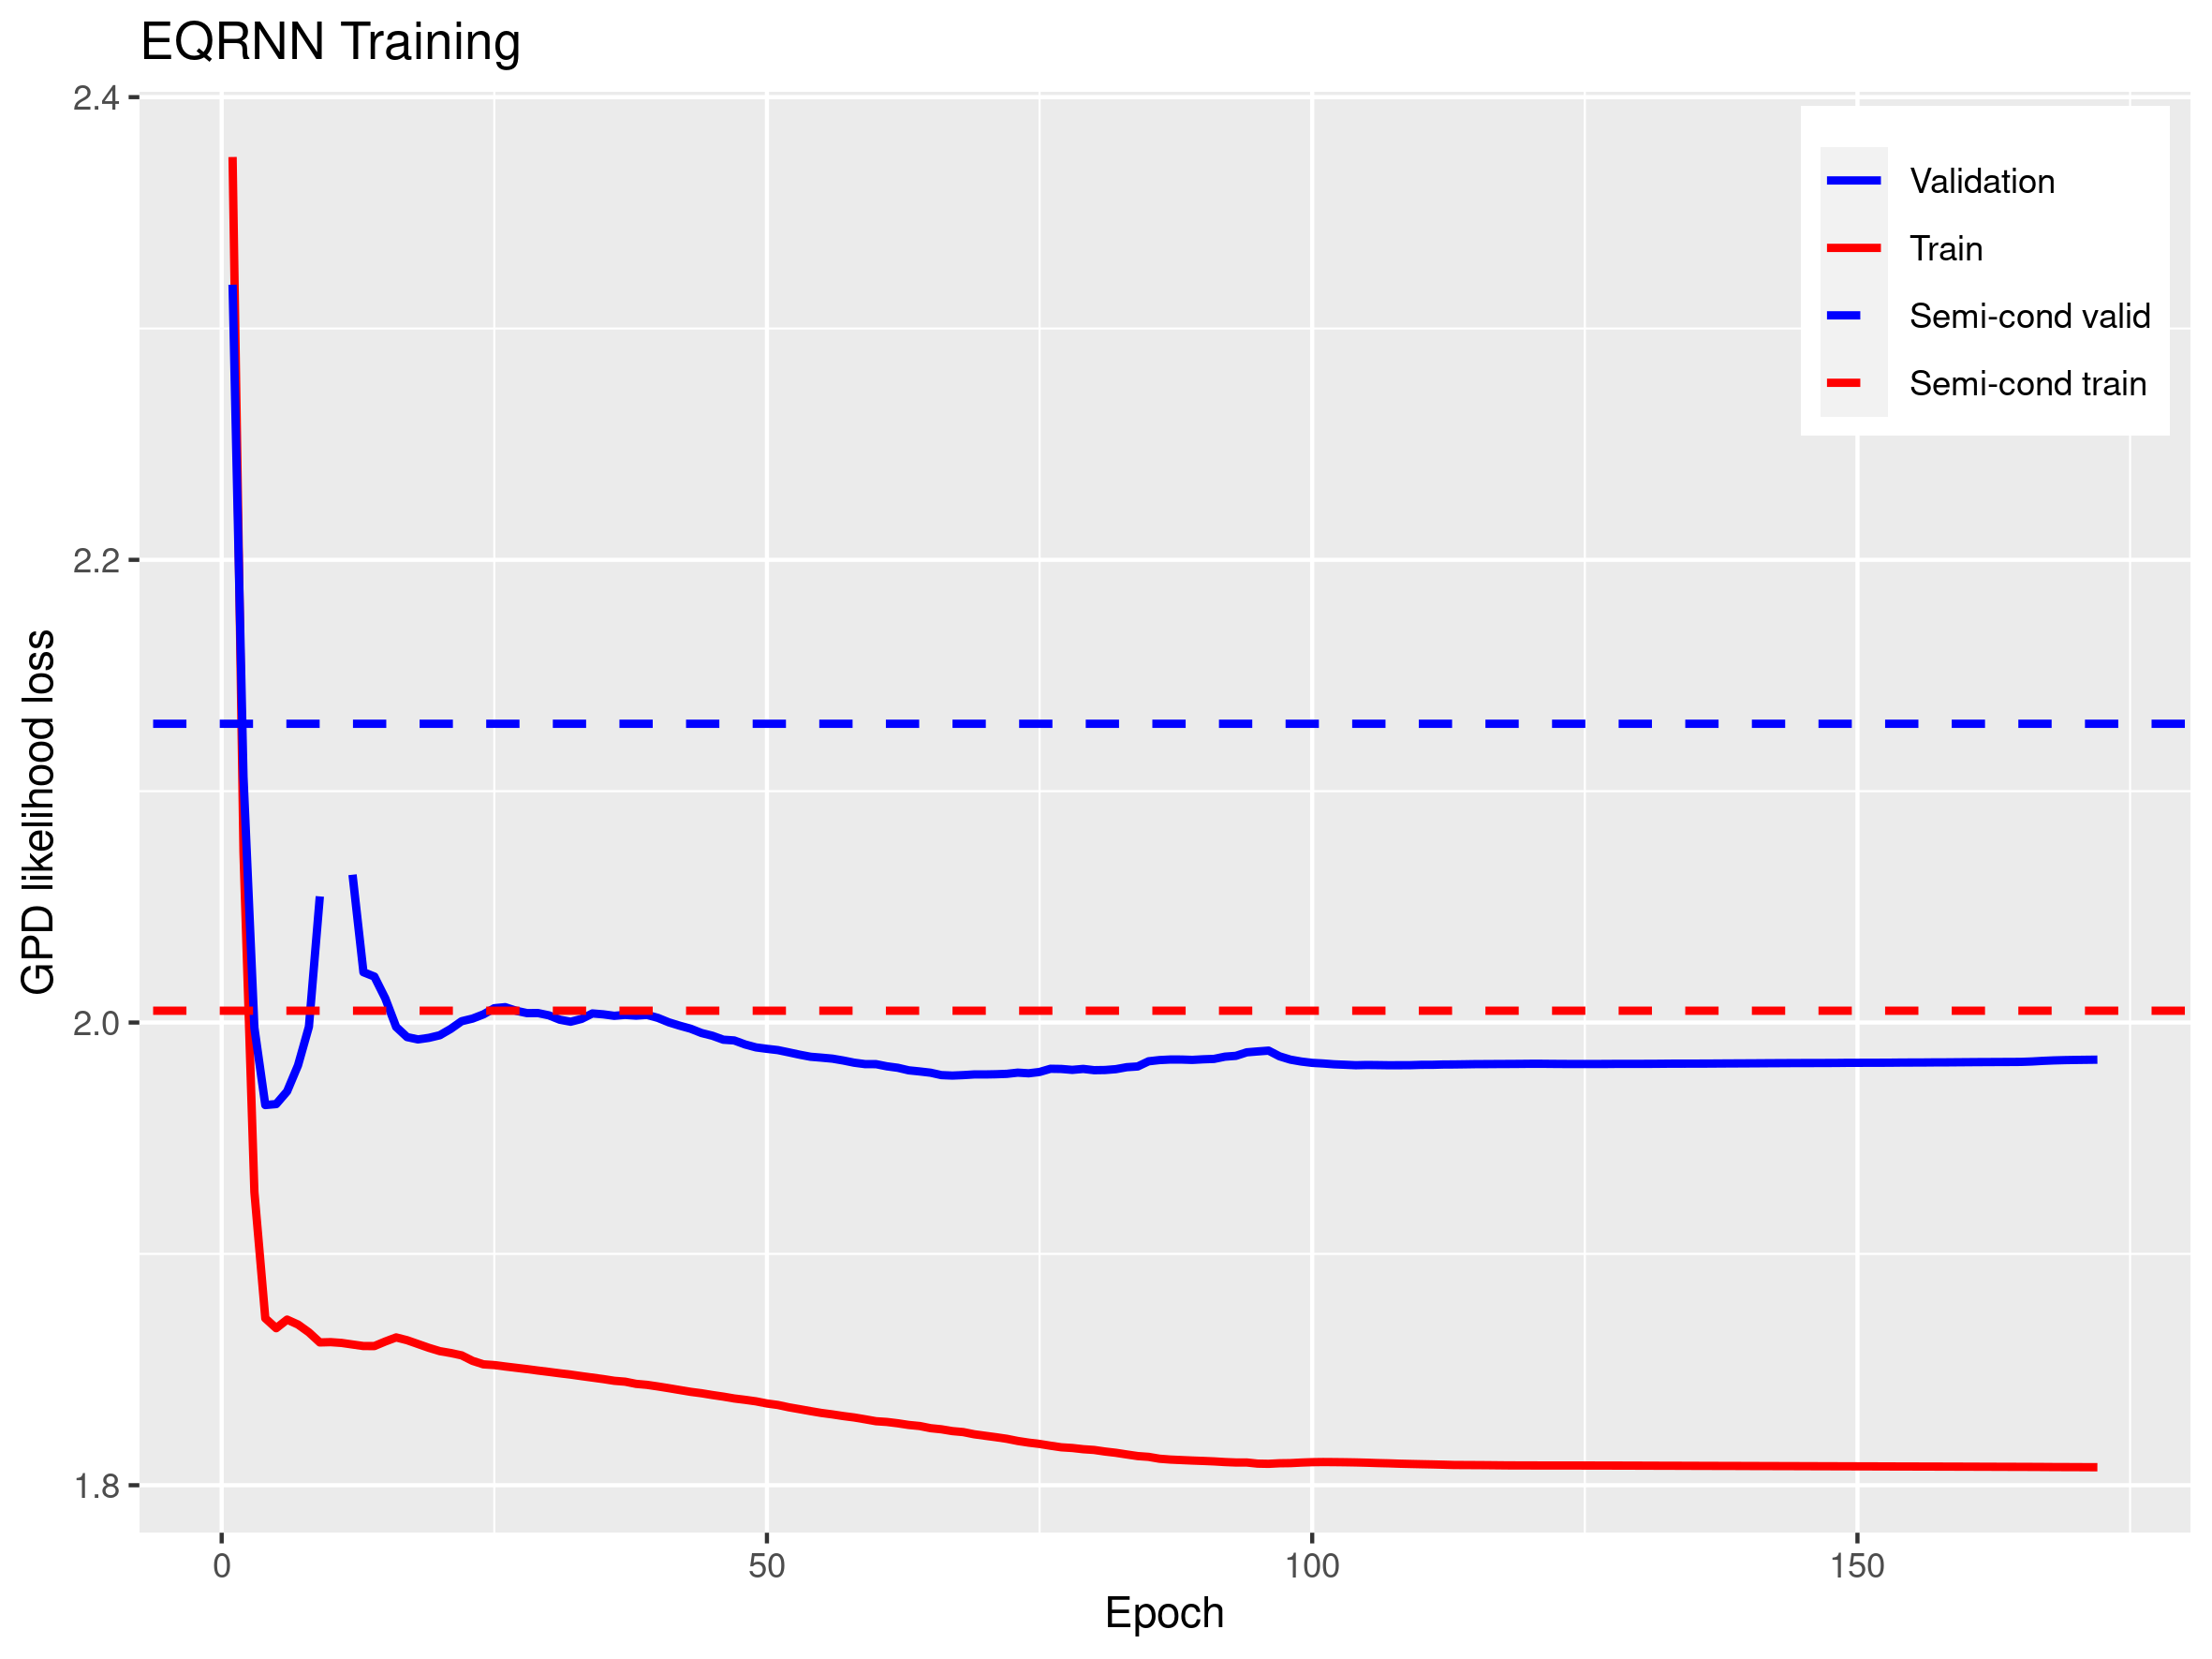 EQRNN Training
2.4
2.2
2.0
1.8
GPD likelihood loss
Validation
Train
Semi-cond valid
Semi-cond train
0
50
100
150
Epoch